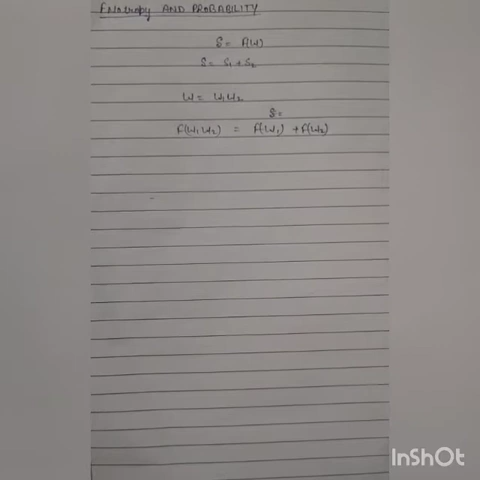 ENtropy AND PROBABILITY
S = f(W)
S = S₁ + S₂
W = W₁W₂
S =
f(W₁W₂) = f(W₁) + f(W₂)
InShOt